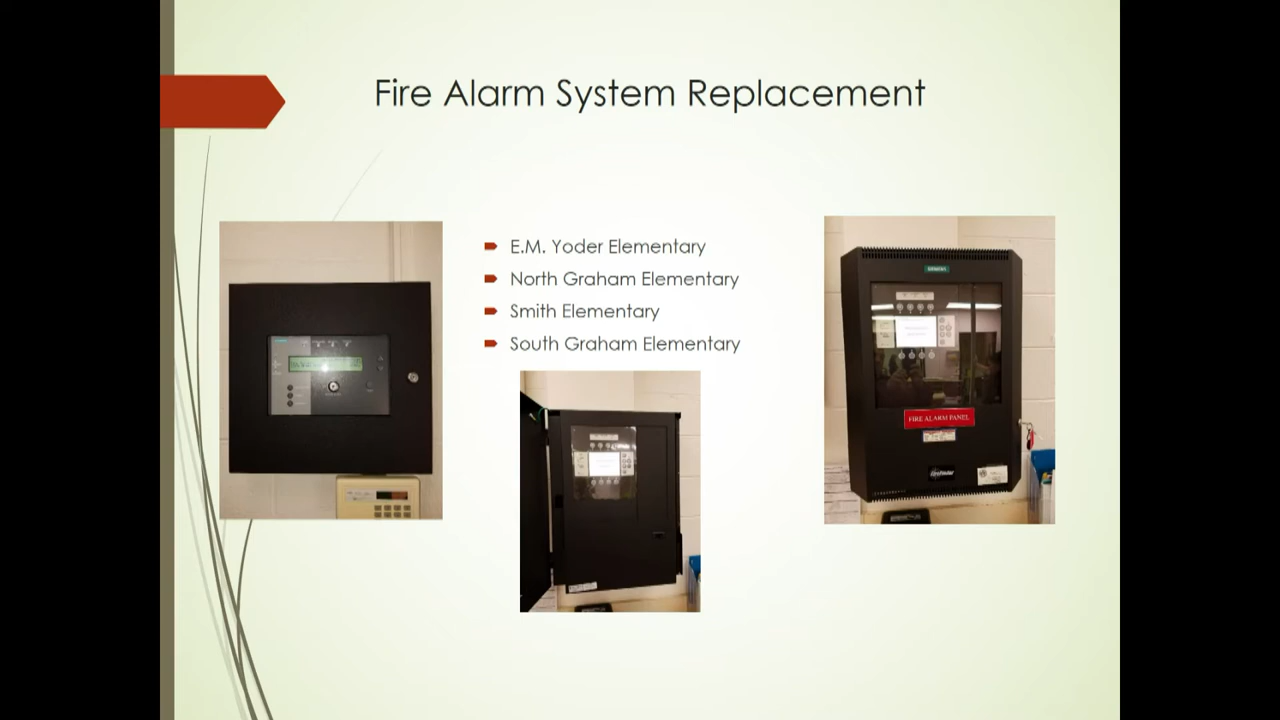 Fire Alarm System Replacement
E.M. Yoder Elementary
North Graham Elementary
Smith Elementary
South Graham Elementary
SIEMENS
FIRE ALARM PANEL